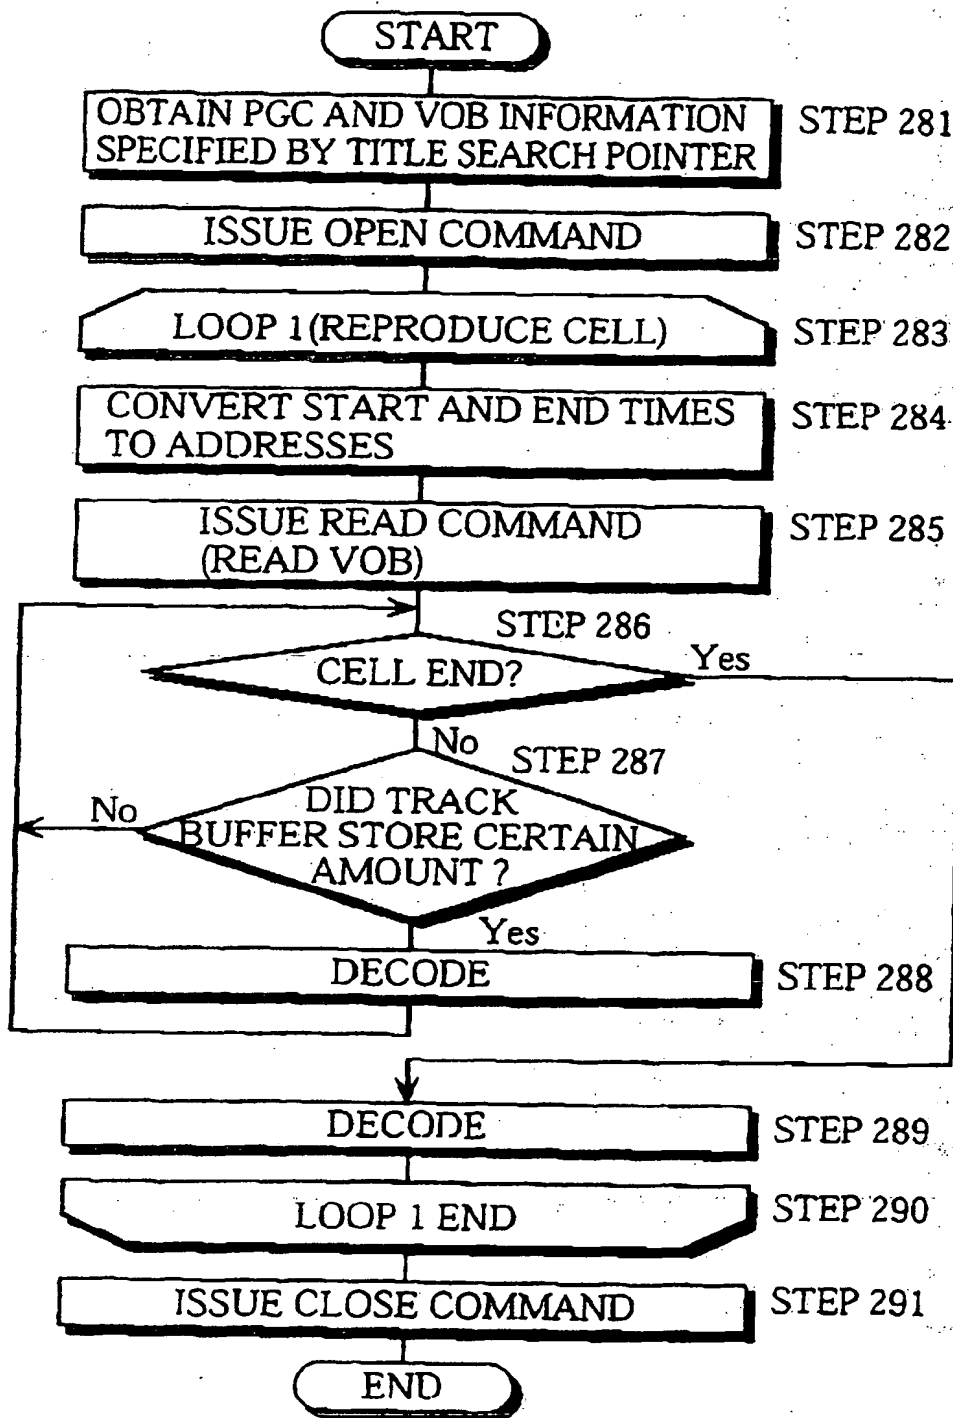 START
OBTAIN PGC AND VOB INFORMATION
SPECIFIED BY TITLE SEARCH POINTER
STEP 281
ISSUE OPEN COMMAND
STEP 282
LOOP 1(REPRODUCE CELL)
STEP 283
CONVERT START AND END TIMES
TO ADDRESSES
STEP 284
ISSUE READ COMMAND
(READ VOB)
STEP 285
STEP 286
CELL END?
Yes
No
STEP 287
No
DID TRACK
BUFFER STORE CERTAIN
AMOUNT ?
Yes
DECODE
STEP 288
DECODE
STEP 289
LOOP 1 END
STEP 290
ISSUE CLOSE COMMAND
STEP 291
END